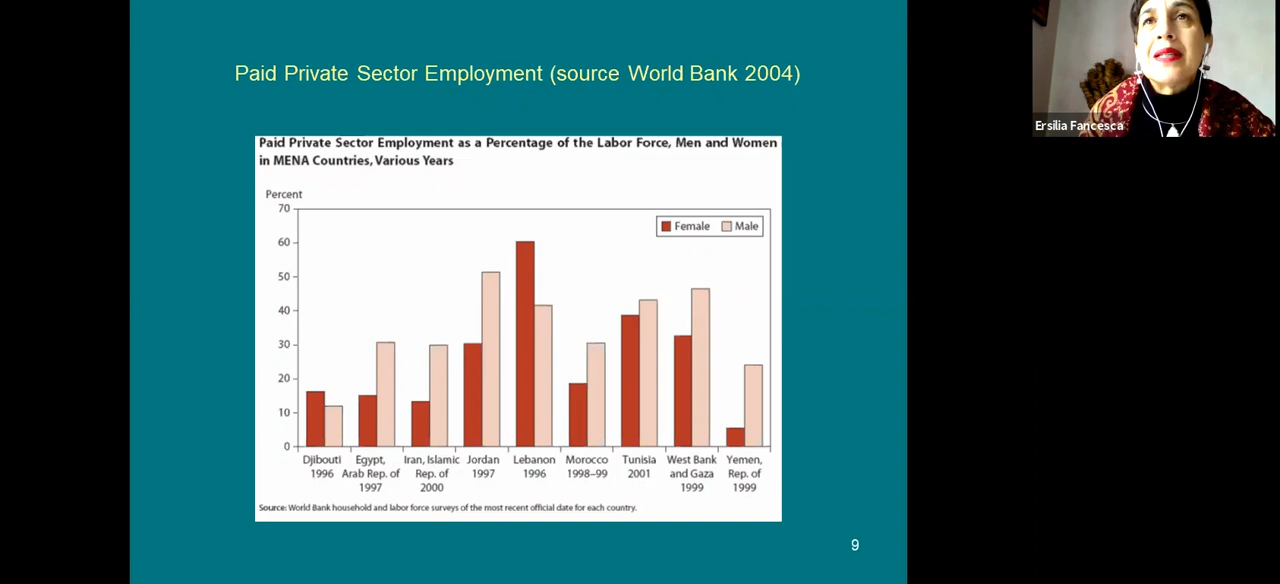 Paid Private Sector Employment (source World Bank 2004)
Ersilia Fancesca
Paid Private Sector Employment as a Percentage of the Labor Force, Men and Women
in MENA Countries, Various Years
Percent
70
60
50
40
30
20
10
0
Female Male
Djibouti
1996
Egypt,
Arab Rep. of
1997
Iran, Islamic
Rep. of
2000
Jordan
1997
Lebanon
1996
Morocco
1998–99
Tunisia
2001
West Bank
and Gaza
1999
Yemen,
Rep. of
1999
Source: World Bank household and labor force surveys of the most recent official date for each country.
9